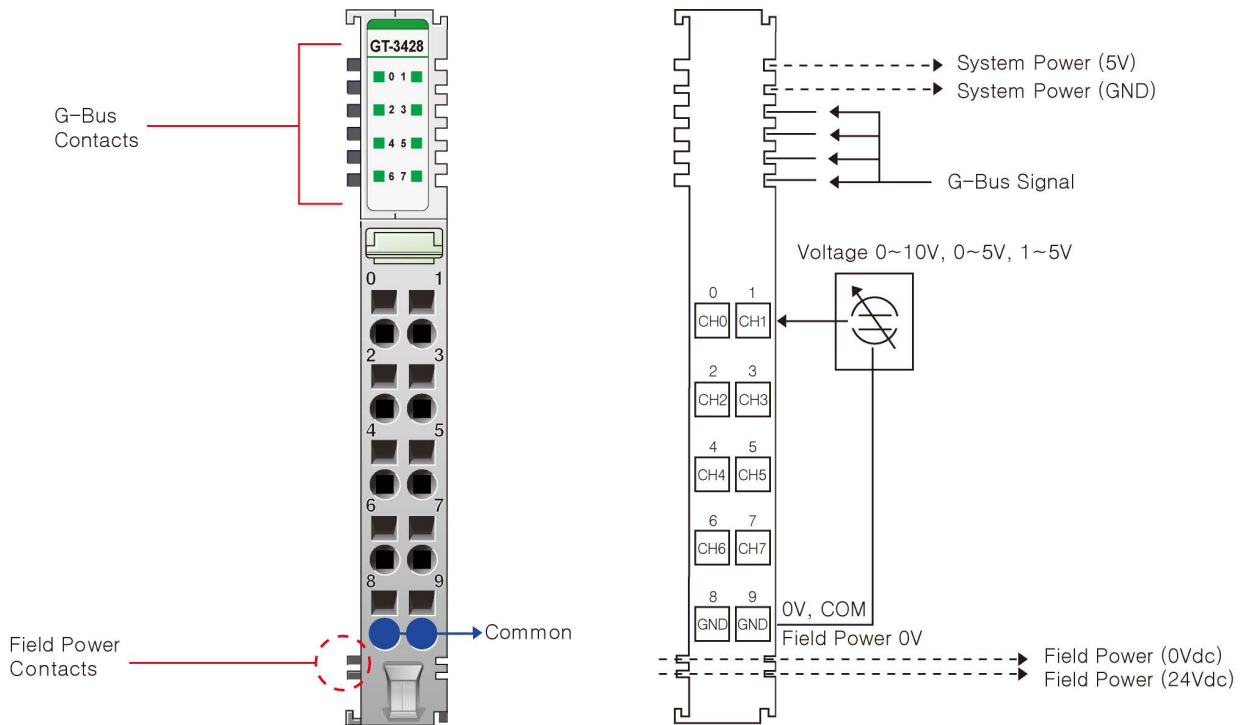 GT-3428
0 1
2 3
4 5
6 7
G-Bus
Contacts
0 1
2 3
4 5
6 7
8 9
Common
Field Power
Contacts
System Power (5V)
System Power (GND)
G-Bus Signal
Voltage 0~10V, 0~5V, 1~5V
0 1
CH0 CH1
2 3
CH2 CH3
4 5
CH4 CH5
6 7
CH6 CH7
8 9
GND GND
0V, COM
Field Power 0V
Field Power (0Vdc)
Field Power (24Vdc)